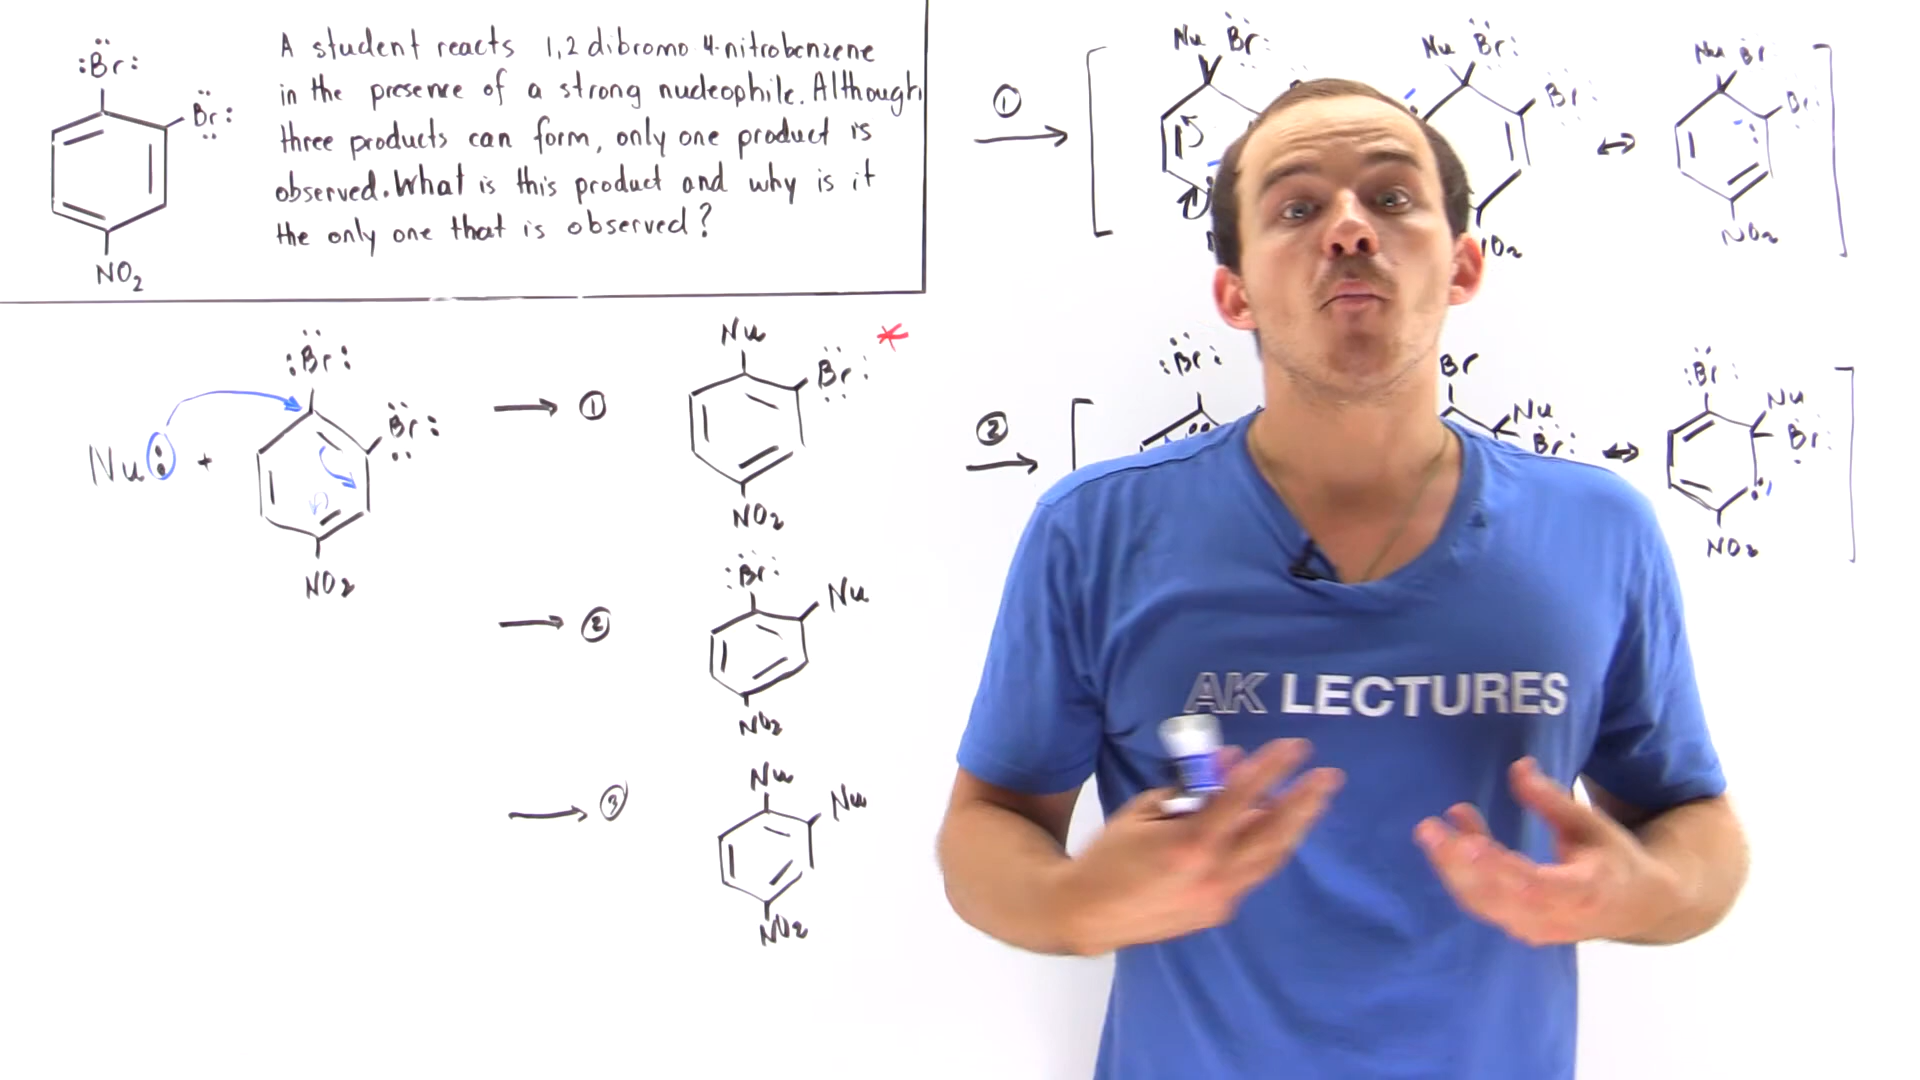 :Br:
Br:
NO2
A student reacts 1,2 dibromo 4-nitrobenzene
in the presence of a strong nucleophile. Although
three products can form, only one product is
observed. What is this product and why is it
the only one that is observed?
1
Nu Br:
Nu Br:
Br:
NO2
Nu Br
Br:
NO2
Nu: +
:Br:
Br:
NO2
1
Nu
Br:
*
NO2
2
:Br:
Nu
NO2
3
Nu
Nu
NO2
2
:Br:
Br
Nu
Br:
:Br:
Nu
Br:
NO2
AK LECTURES